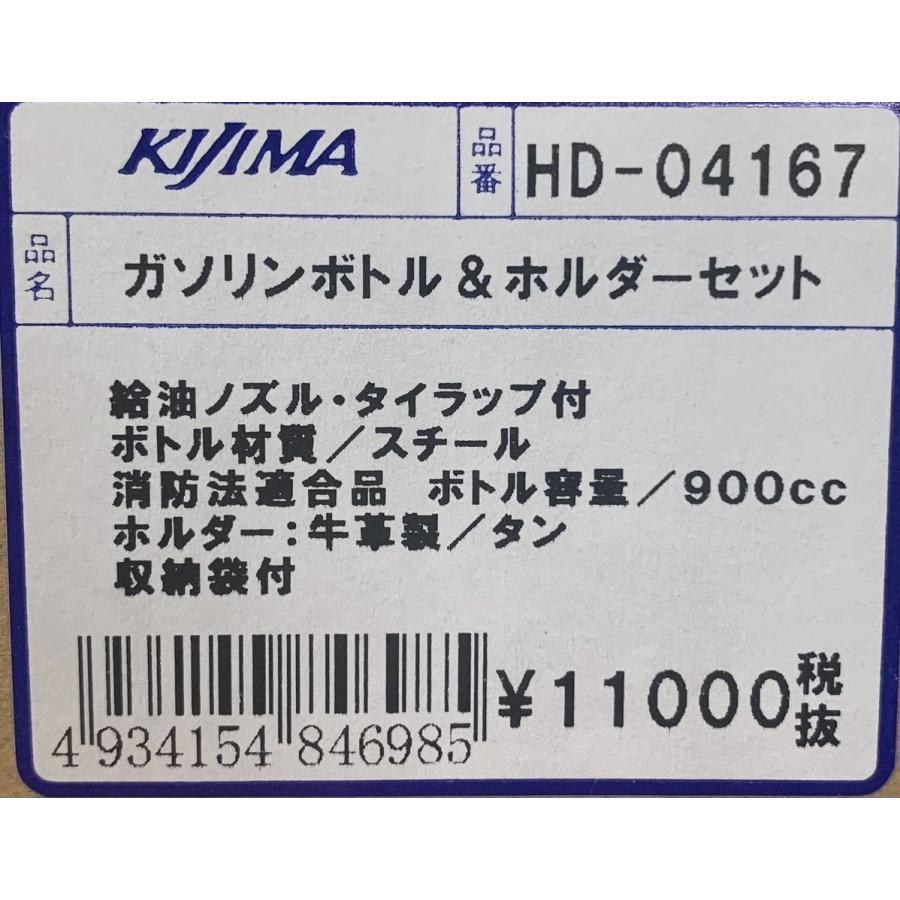 KIJIMA 品番 HD-04167
品名 ガソリンボトル&ホルダーセット
給油ノズル・タイラップ付
ボトル材質/スチール
消防法適合品 ボトル容量/900cc
ホルダー:牛革製/タン
収納袋付
¥11000 税抜
4 934154 846985